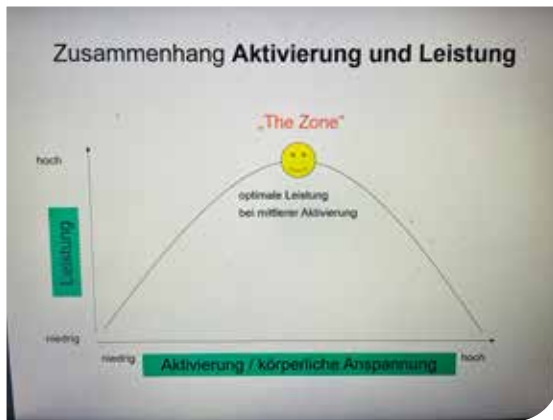 Zusammenhang Aktivierung und Leistung
„The Zone"
hoch
optimale Leistung
bei mittlerer Aktivierung
Leistung
niedrig
niedrig
Aktivierung / körperliche Anspannung
hoch